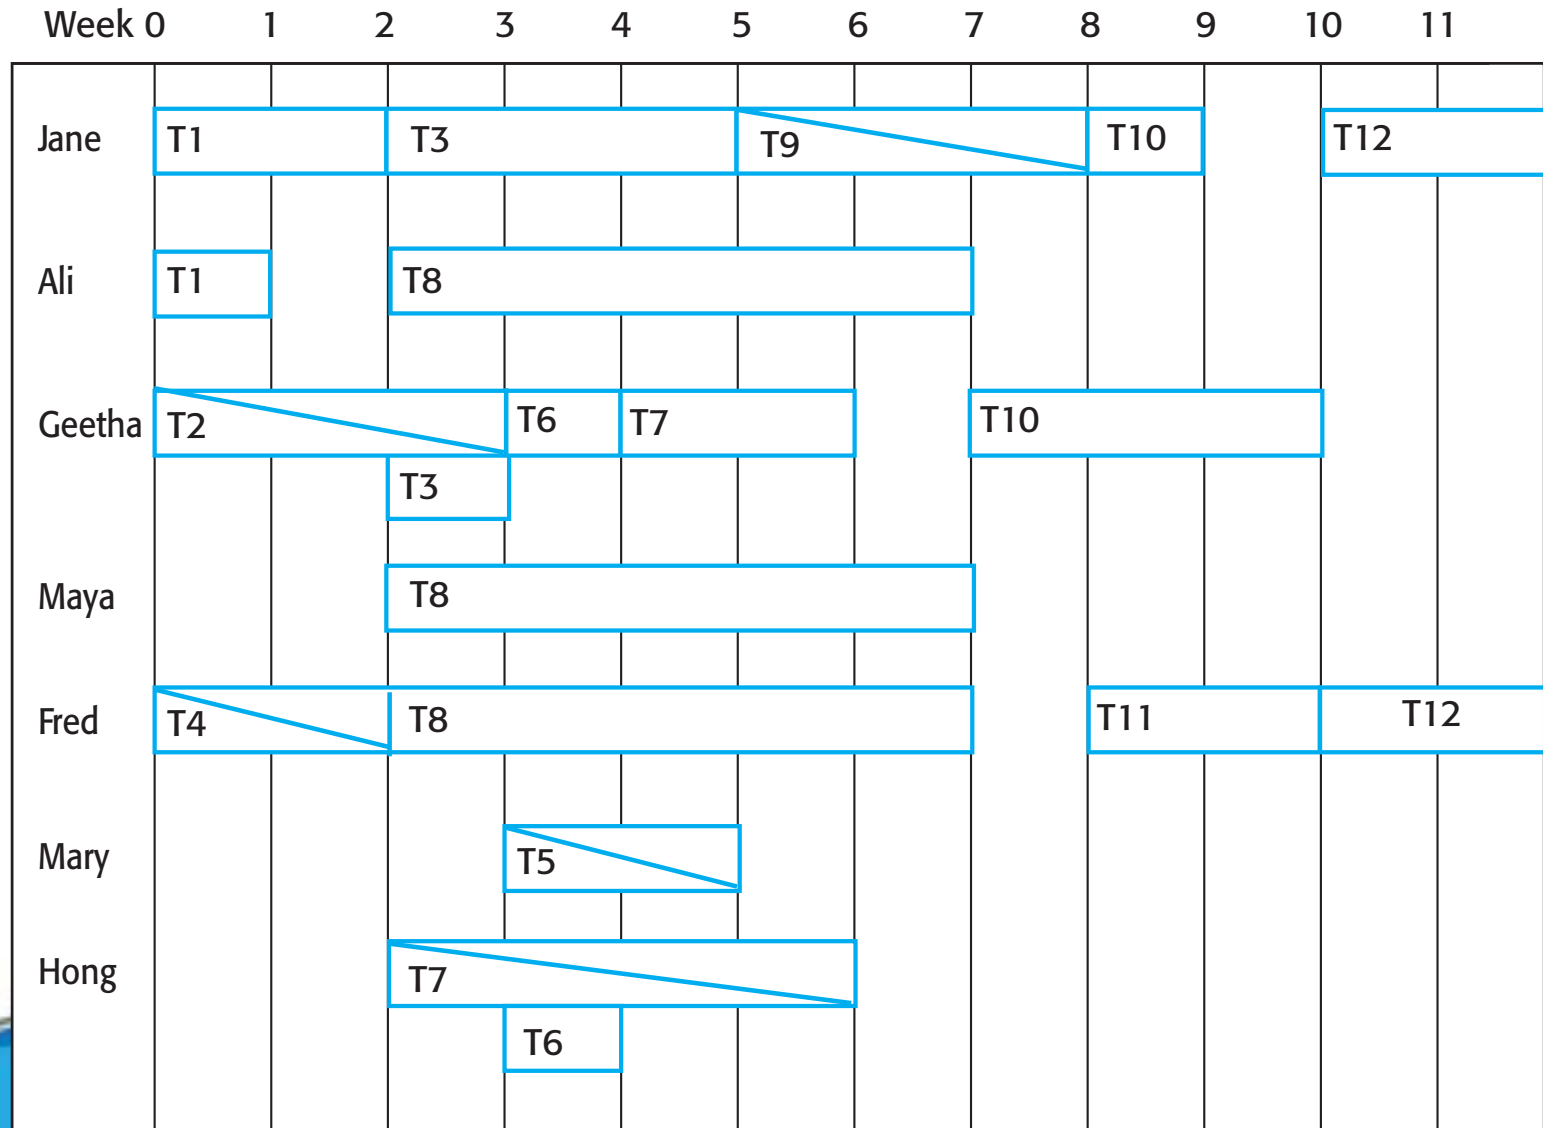 Week 0 1 2 3 4 5 6 7 8 9 10 11
Jane T1 T3 T9 T10 T12
Ali T1 T8
Geetha T2 T6 T7 T10
T3
Maya T8
Fred T4 T8 T11 T12
Mary T5
Hong T7
T6